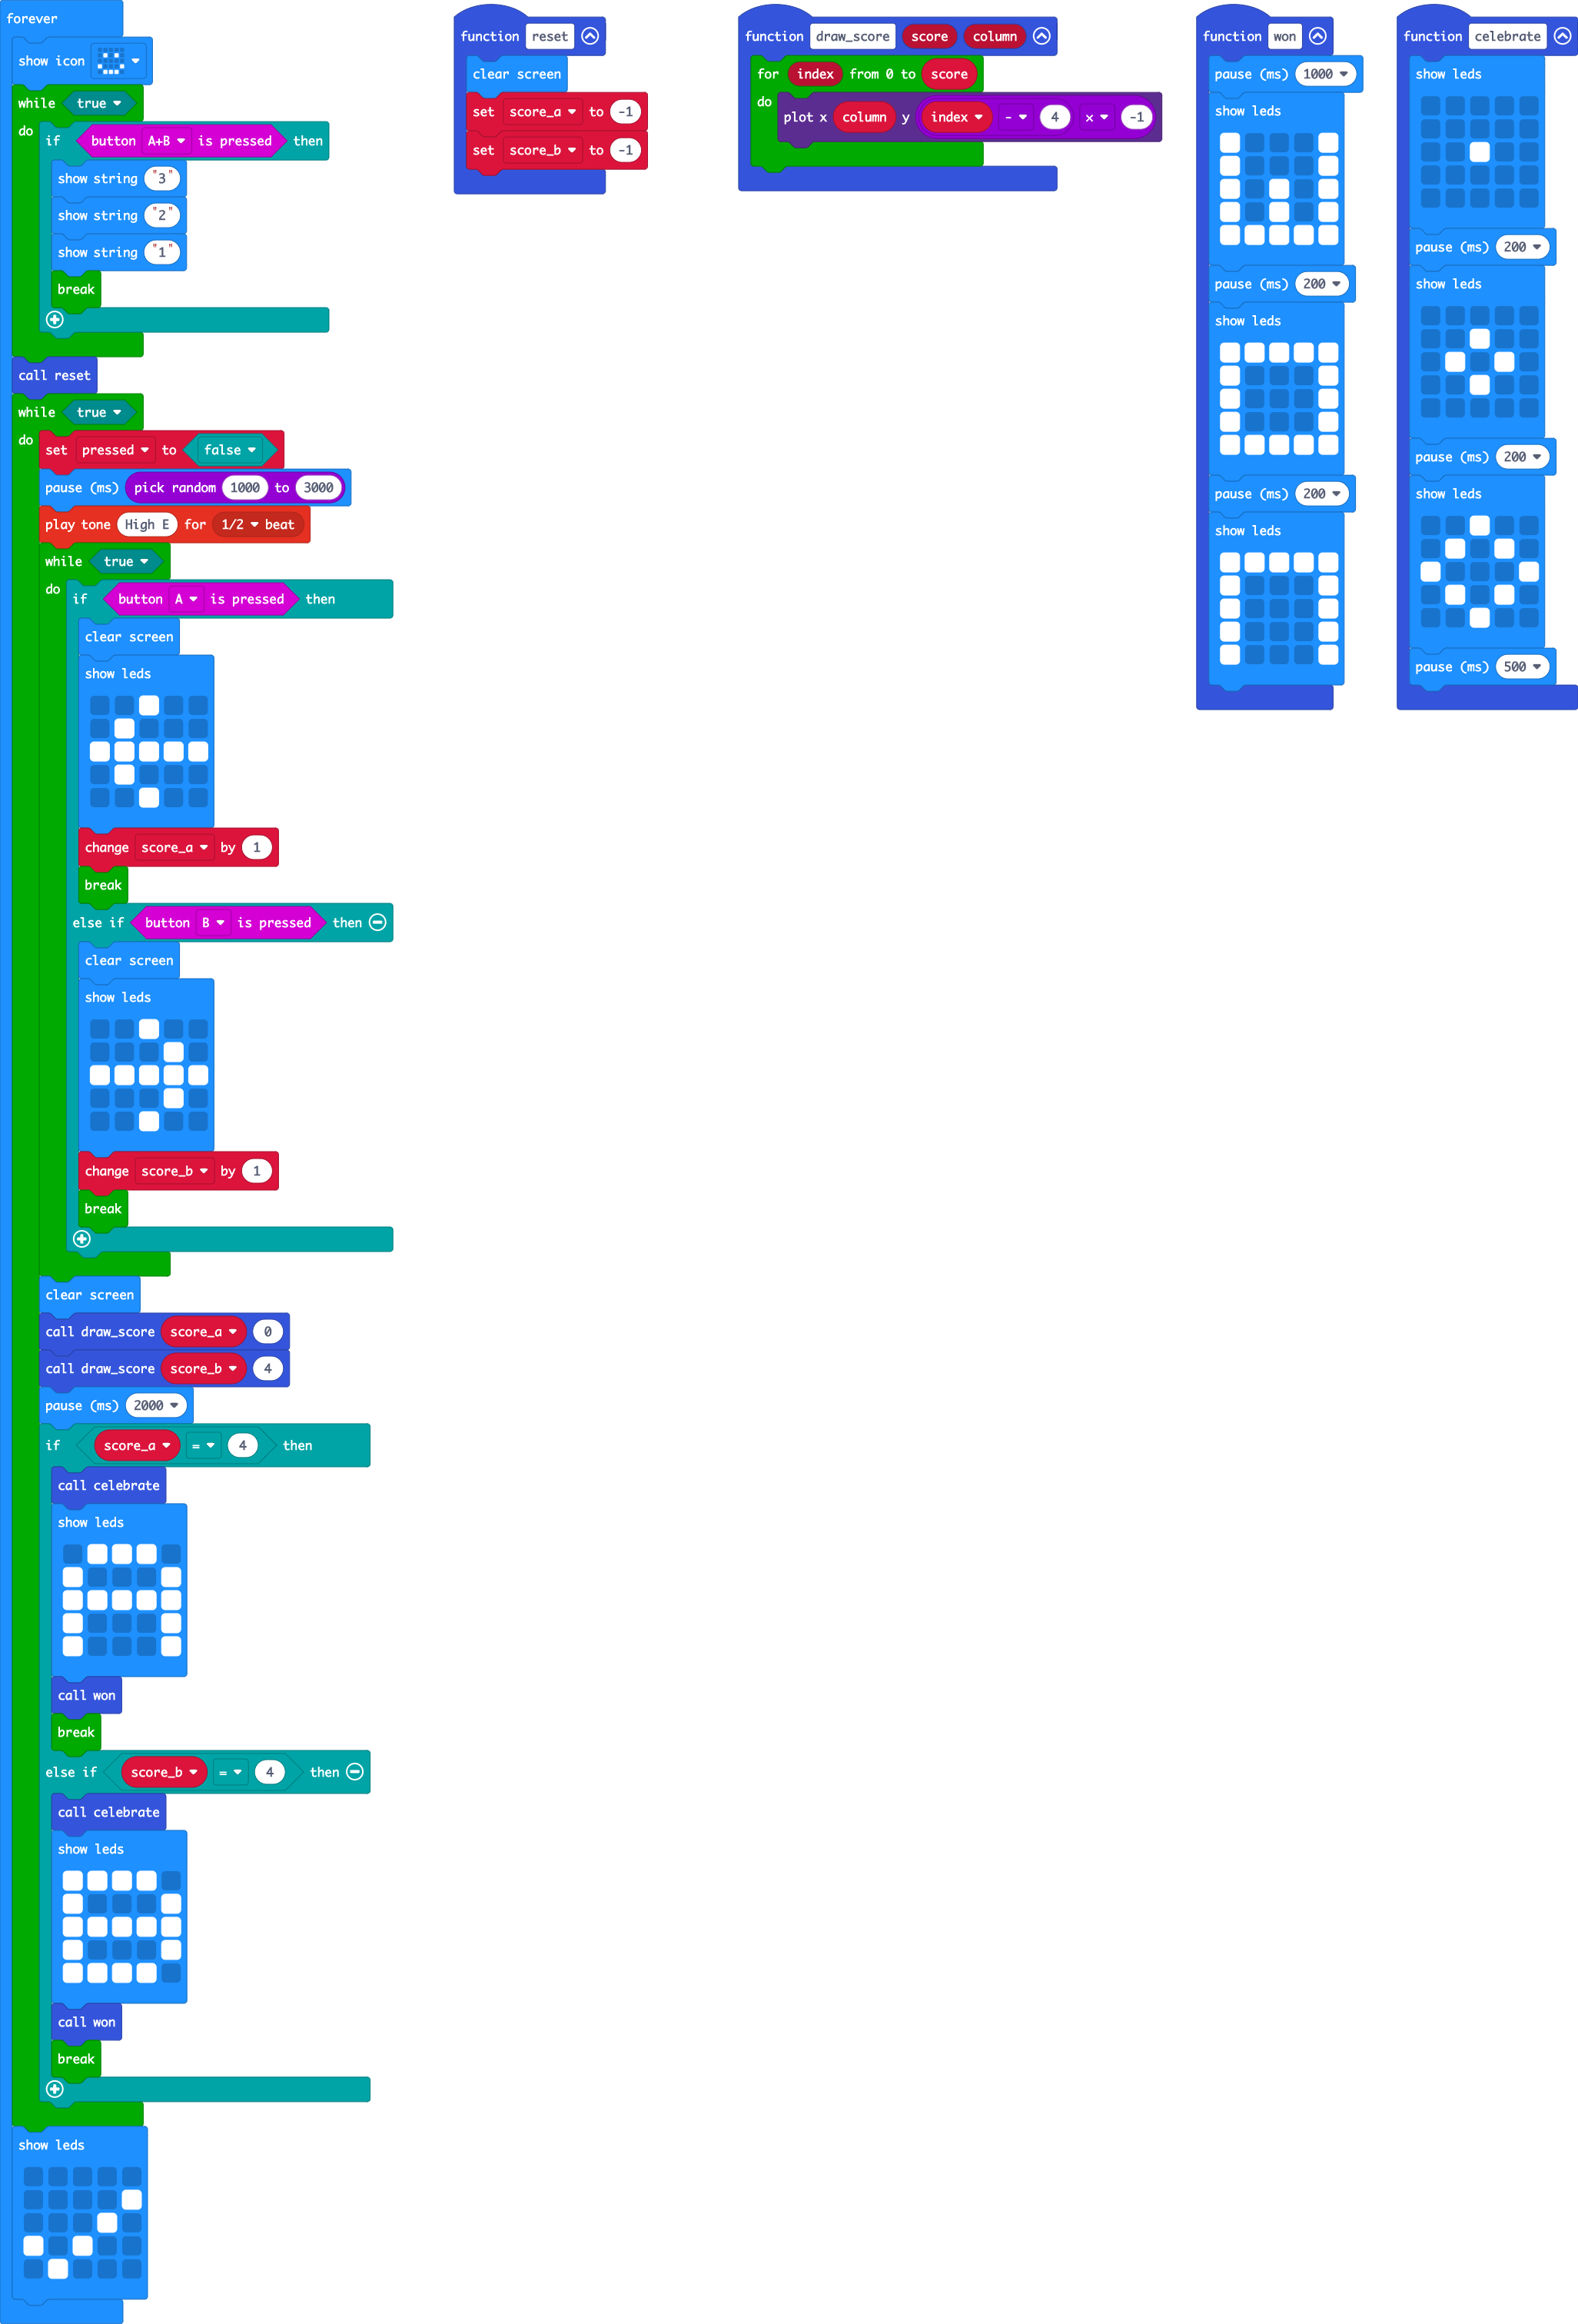 forever
show icon
while true
do
if button A+B is pressed then
show string "3"
show string "2"
show string "1"
break
call reset
while true
do
set pressed to false
pause (ms) pick random 1000 to 3000
play tone High E for 1/2 beat
while true
do
if button A is pressed then
clear screen
show leds
change score_a by 1
break
else if button B is pressed then
clear screen
show leds
change score_b by 1
break
clear screen
call draw_score score_a 0
call draw_score score_b 4
pause (ms) 2000
if score_a = 4 then
call celebrate
show leds
call won
break
else if score_b = 4 then
call celebrate
show leds
call won
break
show leds
function reset
clear screen
set score_a to -1
set score_b to -1
function draw_score score column
for index from 0 to score
do
plot x column y index - 4 × -1
function won
pause (ms) 1000
show leds
pause (ms) 200
show leds
pause (ms) 200
show leds
function celebrate
show leds
pause (ms) 200
show leds
pause (ms) 200
show leds
pause (ms) 500